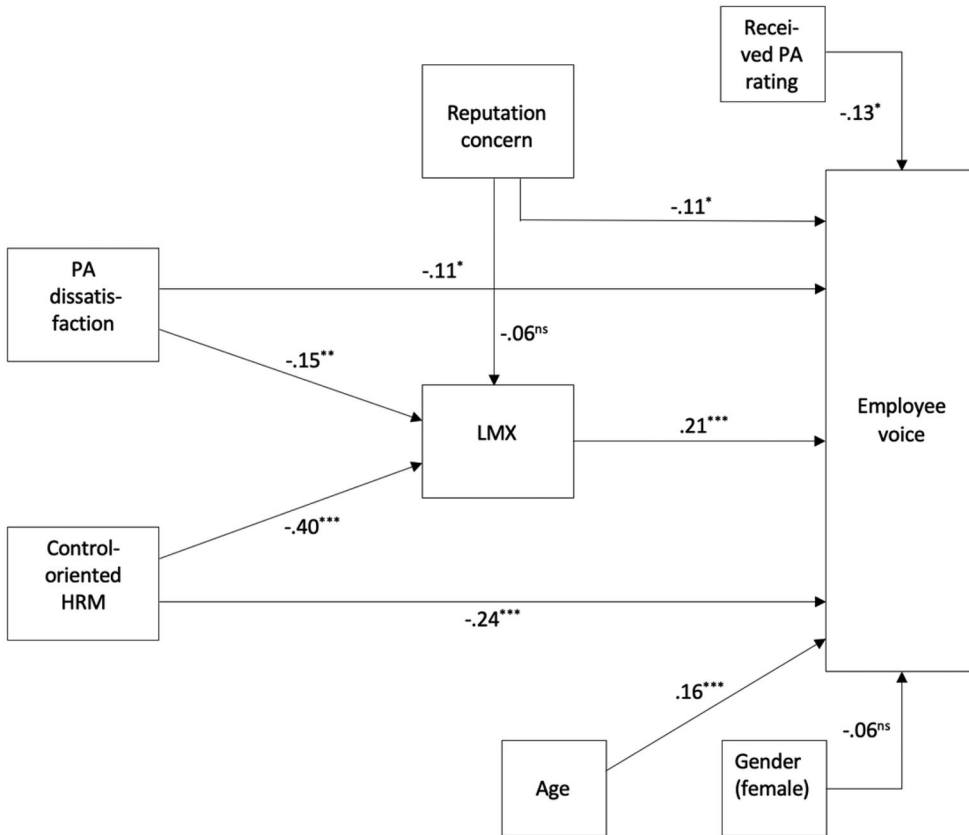 Recei-
ved PA
rating
-.13*
Reputation
concern
-.11*
PA
dissatis-
faction
-.11*
-.06ns
-.15**
LMX
.21***
Employee
voice
-.40***
Control-
oriented
HRM
-.24***
.16***
Age
Gender
(female)
-.06ns